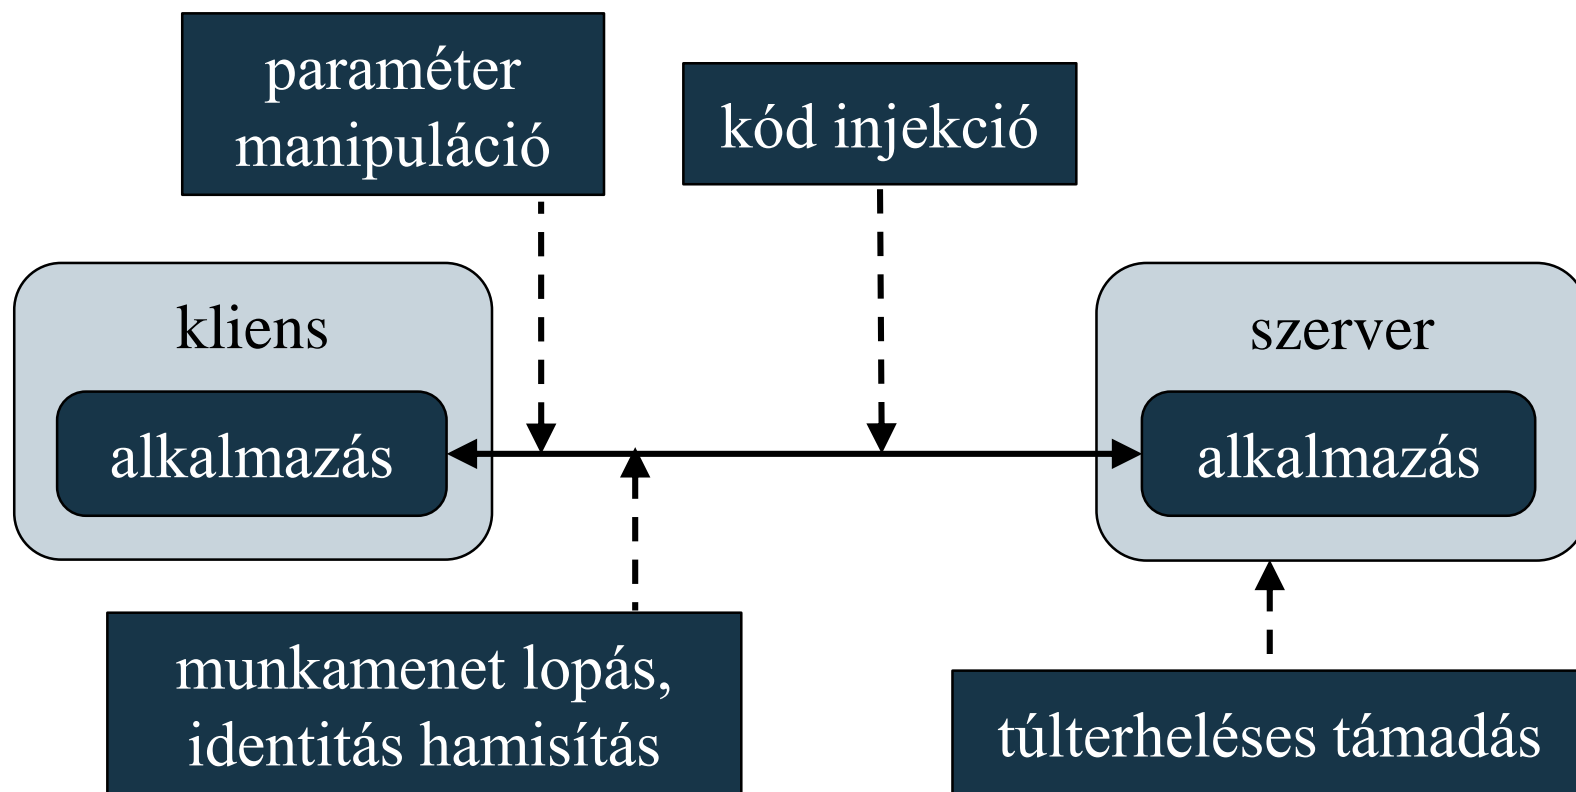 paraméter
manipuláció
kód injekció
kliens
szerver
alkalmazás
alkalmazás
munkamenet lopás,
identitás hamisítás
túlterheléses támadás